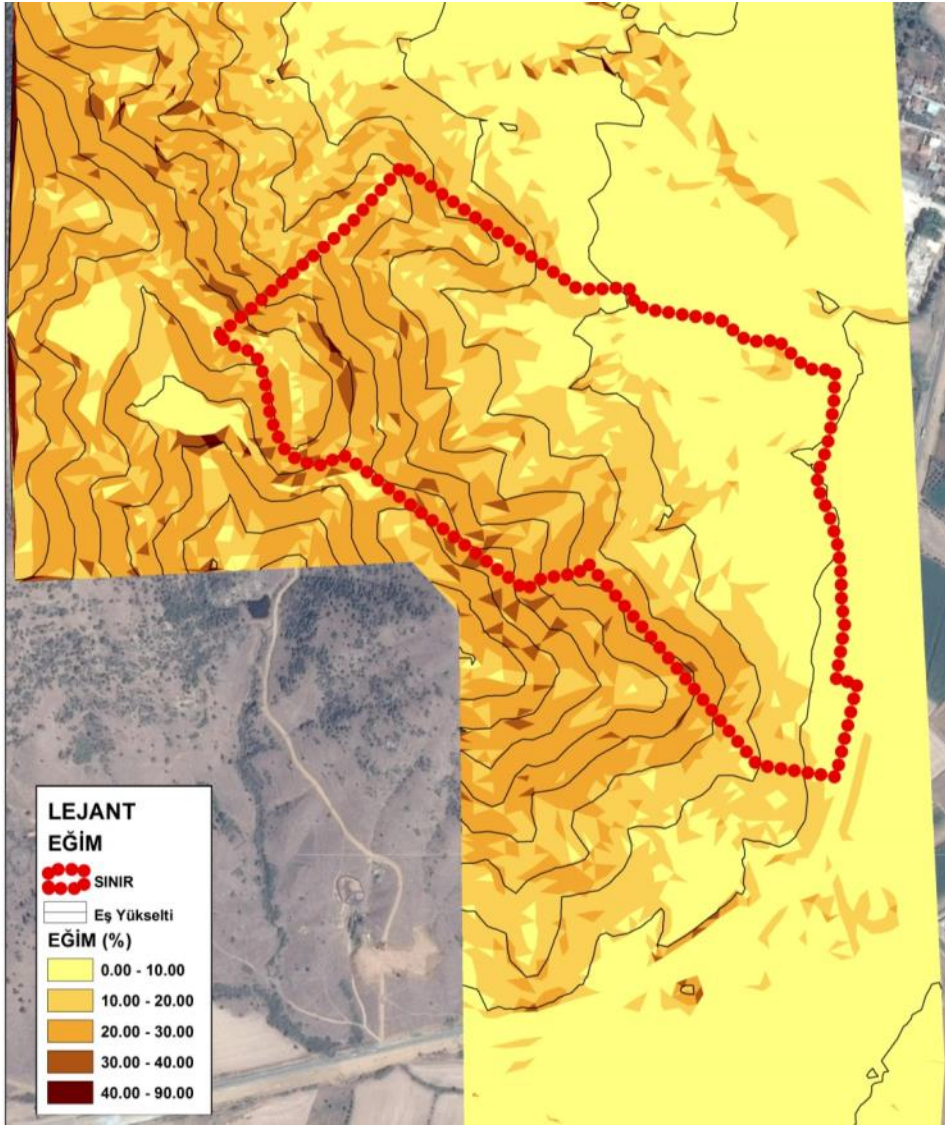 LEJANT
EĞİM
SINIR
Eş Yükselti
EĞİM (%)
0.00 - 10.00
10.00 - 20.00
20.00 - 30.00
30.00 - 40.00
40.00 - 90.00